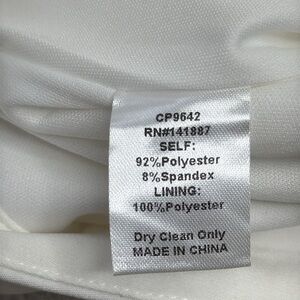 CP9642
RN#141887
SELF:
92%Polyester
8%Spandex
LINING:
100%Polyester
Dry Clean Only
MADE IN CHINA